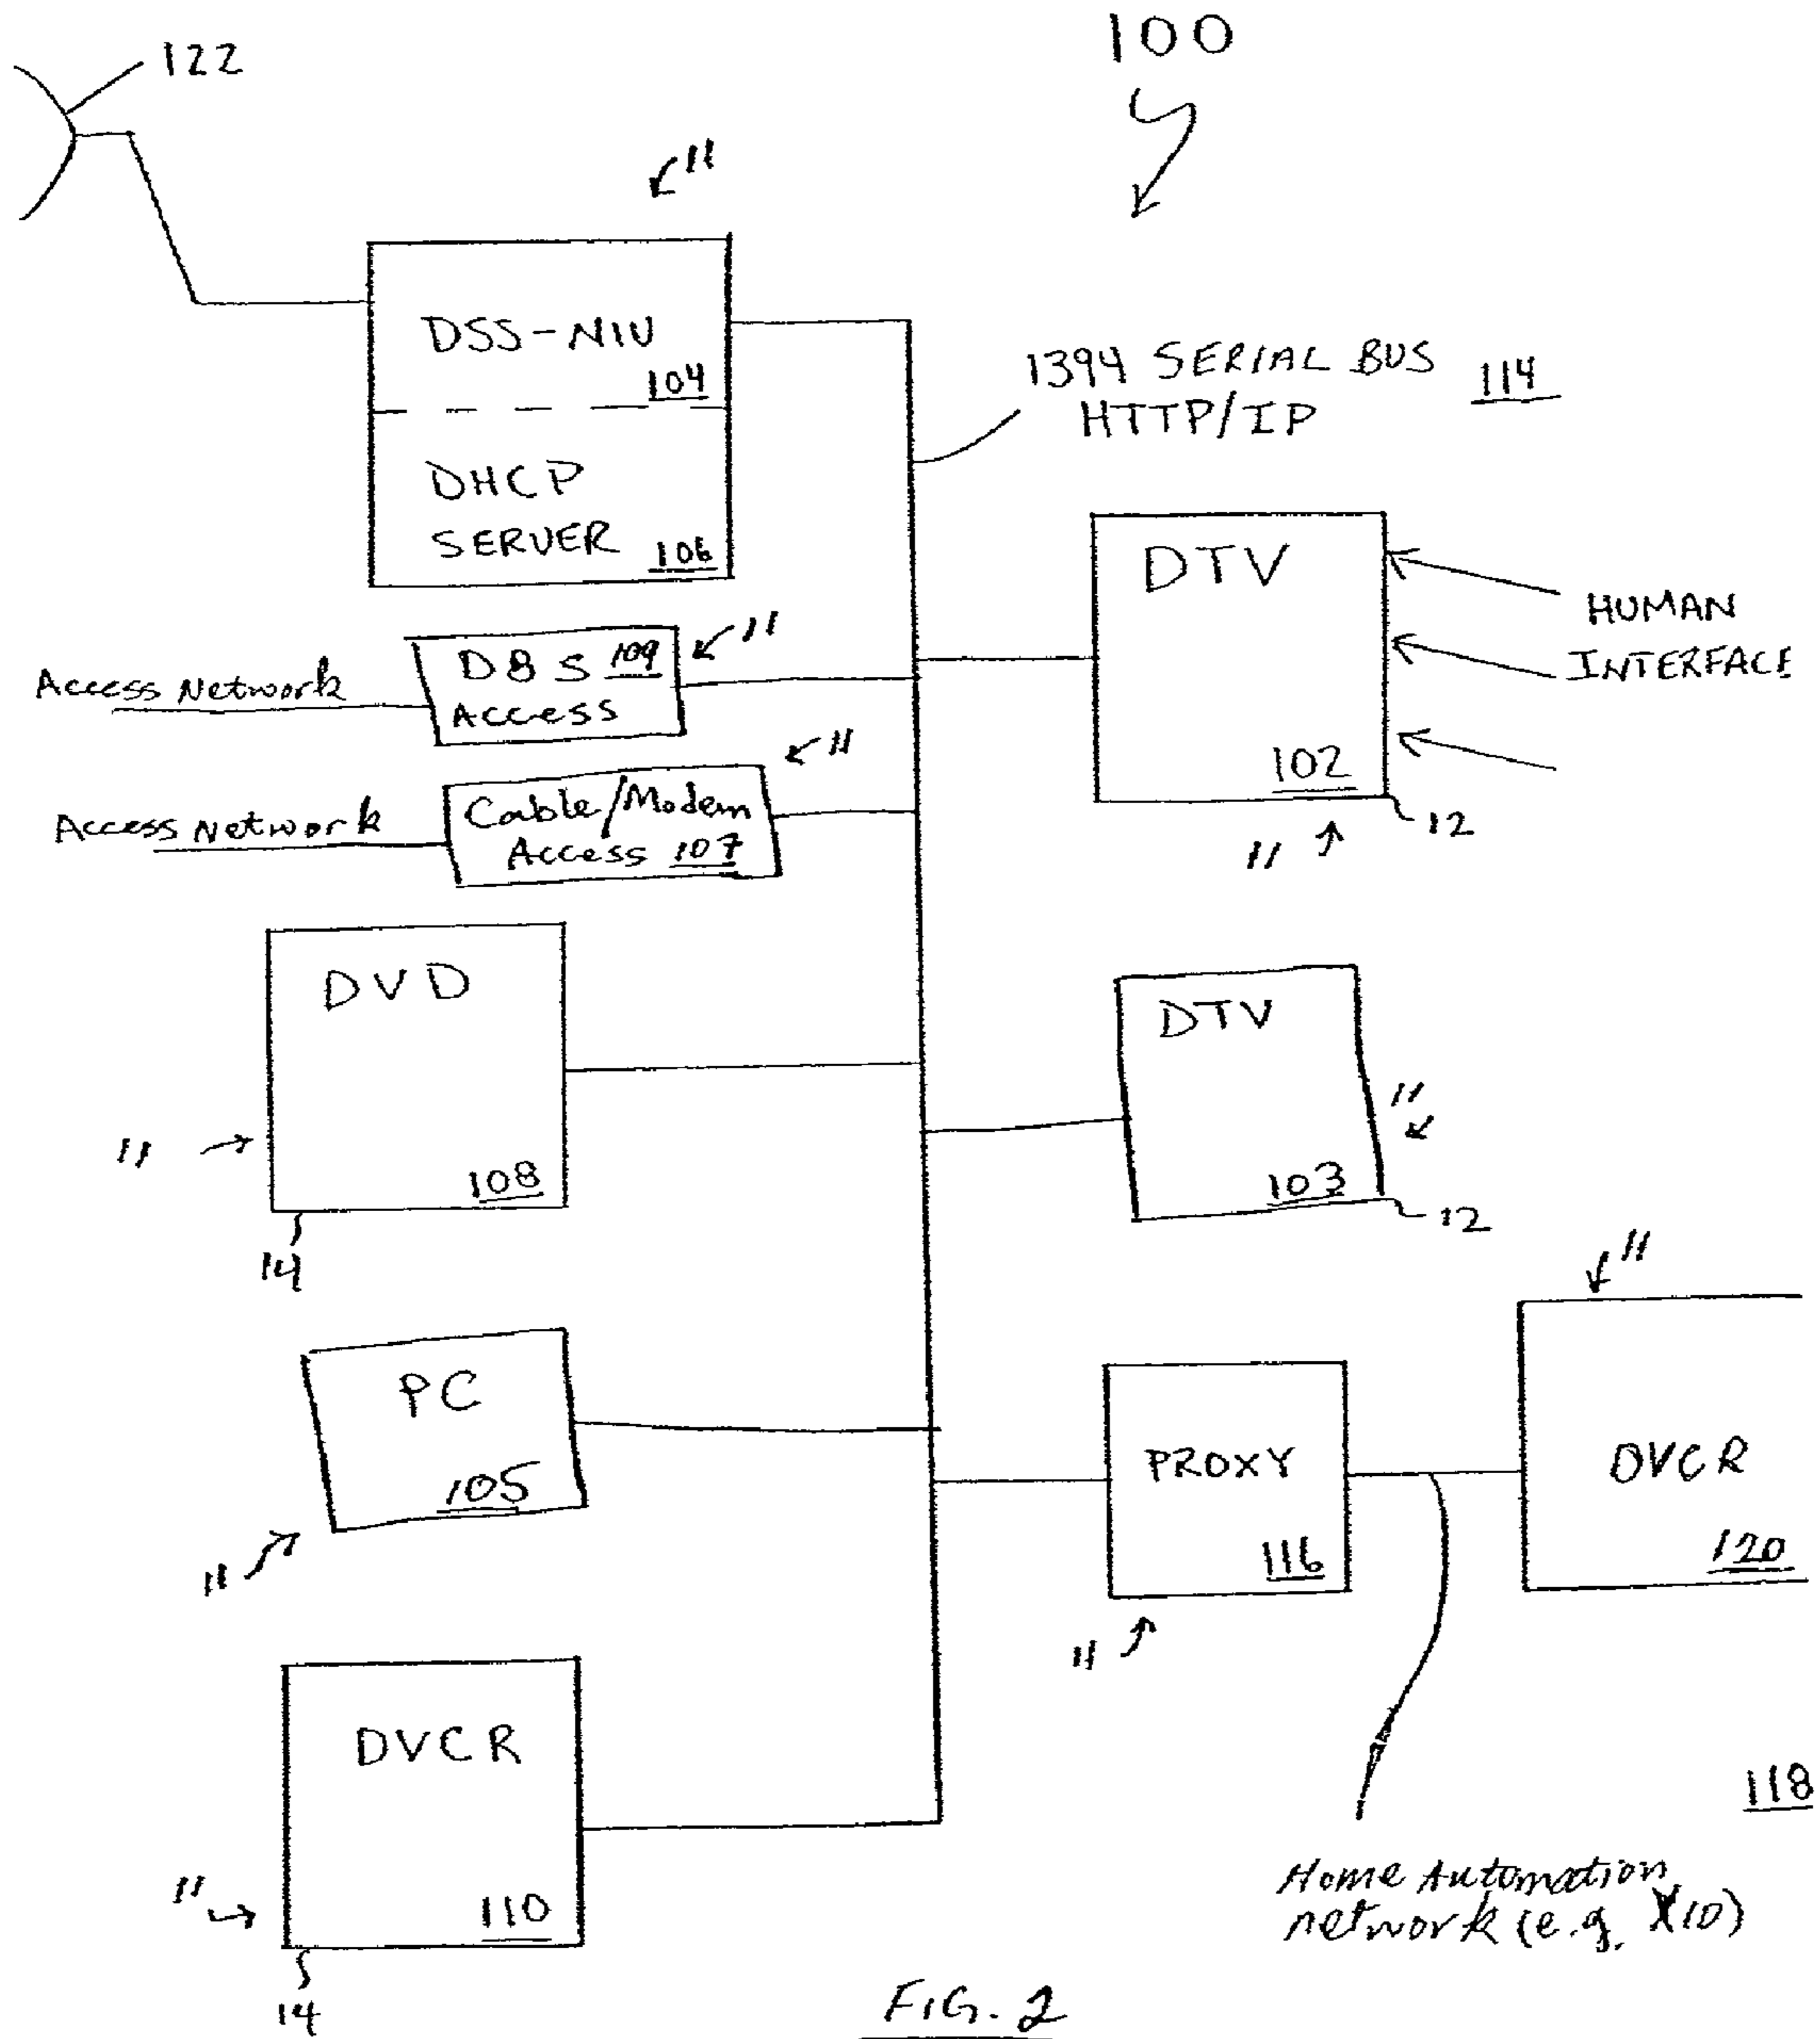 100
122
11
DSS-NIU
104
1394 SERIAL BUS 114
HTTP/IP
DHCP
SERVER 106
DTV
HUMAN
INTERFACE
102
12
11
11
Access Network
DBS 109
Access
11
Access Network
Cable/Modem
Access 107
DVD
108
11
14
DTV
11
103
12
11
PC
105
11
PROXY
116
11
DVCR
120
DVCR
110
11
14
118
Home Automation
network (e.g. X10)
FIG. 2